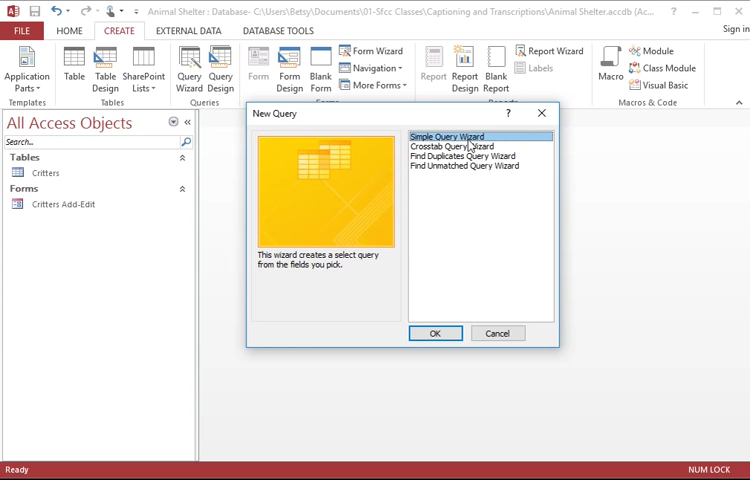 Animal Shelter : Database- C:\Users\Betsy\Documents\01-Sfcc Classes\Captioning and Transcriptions\Animal Shelter.accdb (Ac...
FILE HOME CREATE EXTERNAL DATA DATABASE TOOLS Sign in
Application Parts
Table
Table Design
SharePoint Lists
Query Wizard
Query Design
Form
Form Design
Blank Form
Form Wizard
Navigation
More Forms
Report
Report Design
Blank Report
Report Wizard
Labels
Macro
Module
Class Module
Visual Basic
Templates Tables Queries Forms Reports Macros & Code
All Access Objects
Search...
Tables
Critters
Forms
Critters Add-Edit
New Query
Simple Query Wizard
Crosstab Query Wizard
Find Duplicates Query Wizard
Find Unmatched Query Wizard
This wizard creates a select query
from the fields you pick.
OK Cancel
Ready NUM LOCK